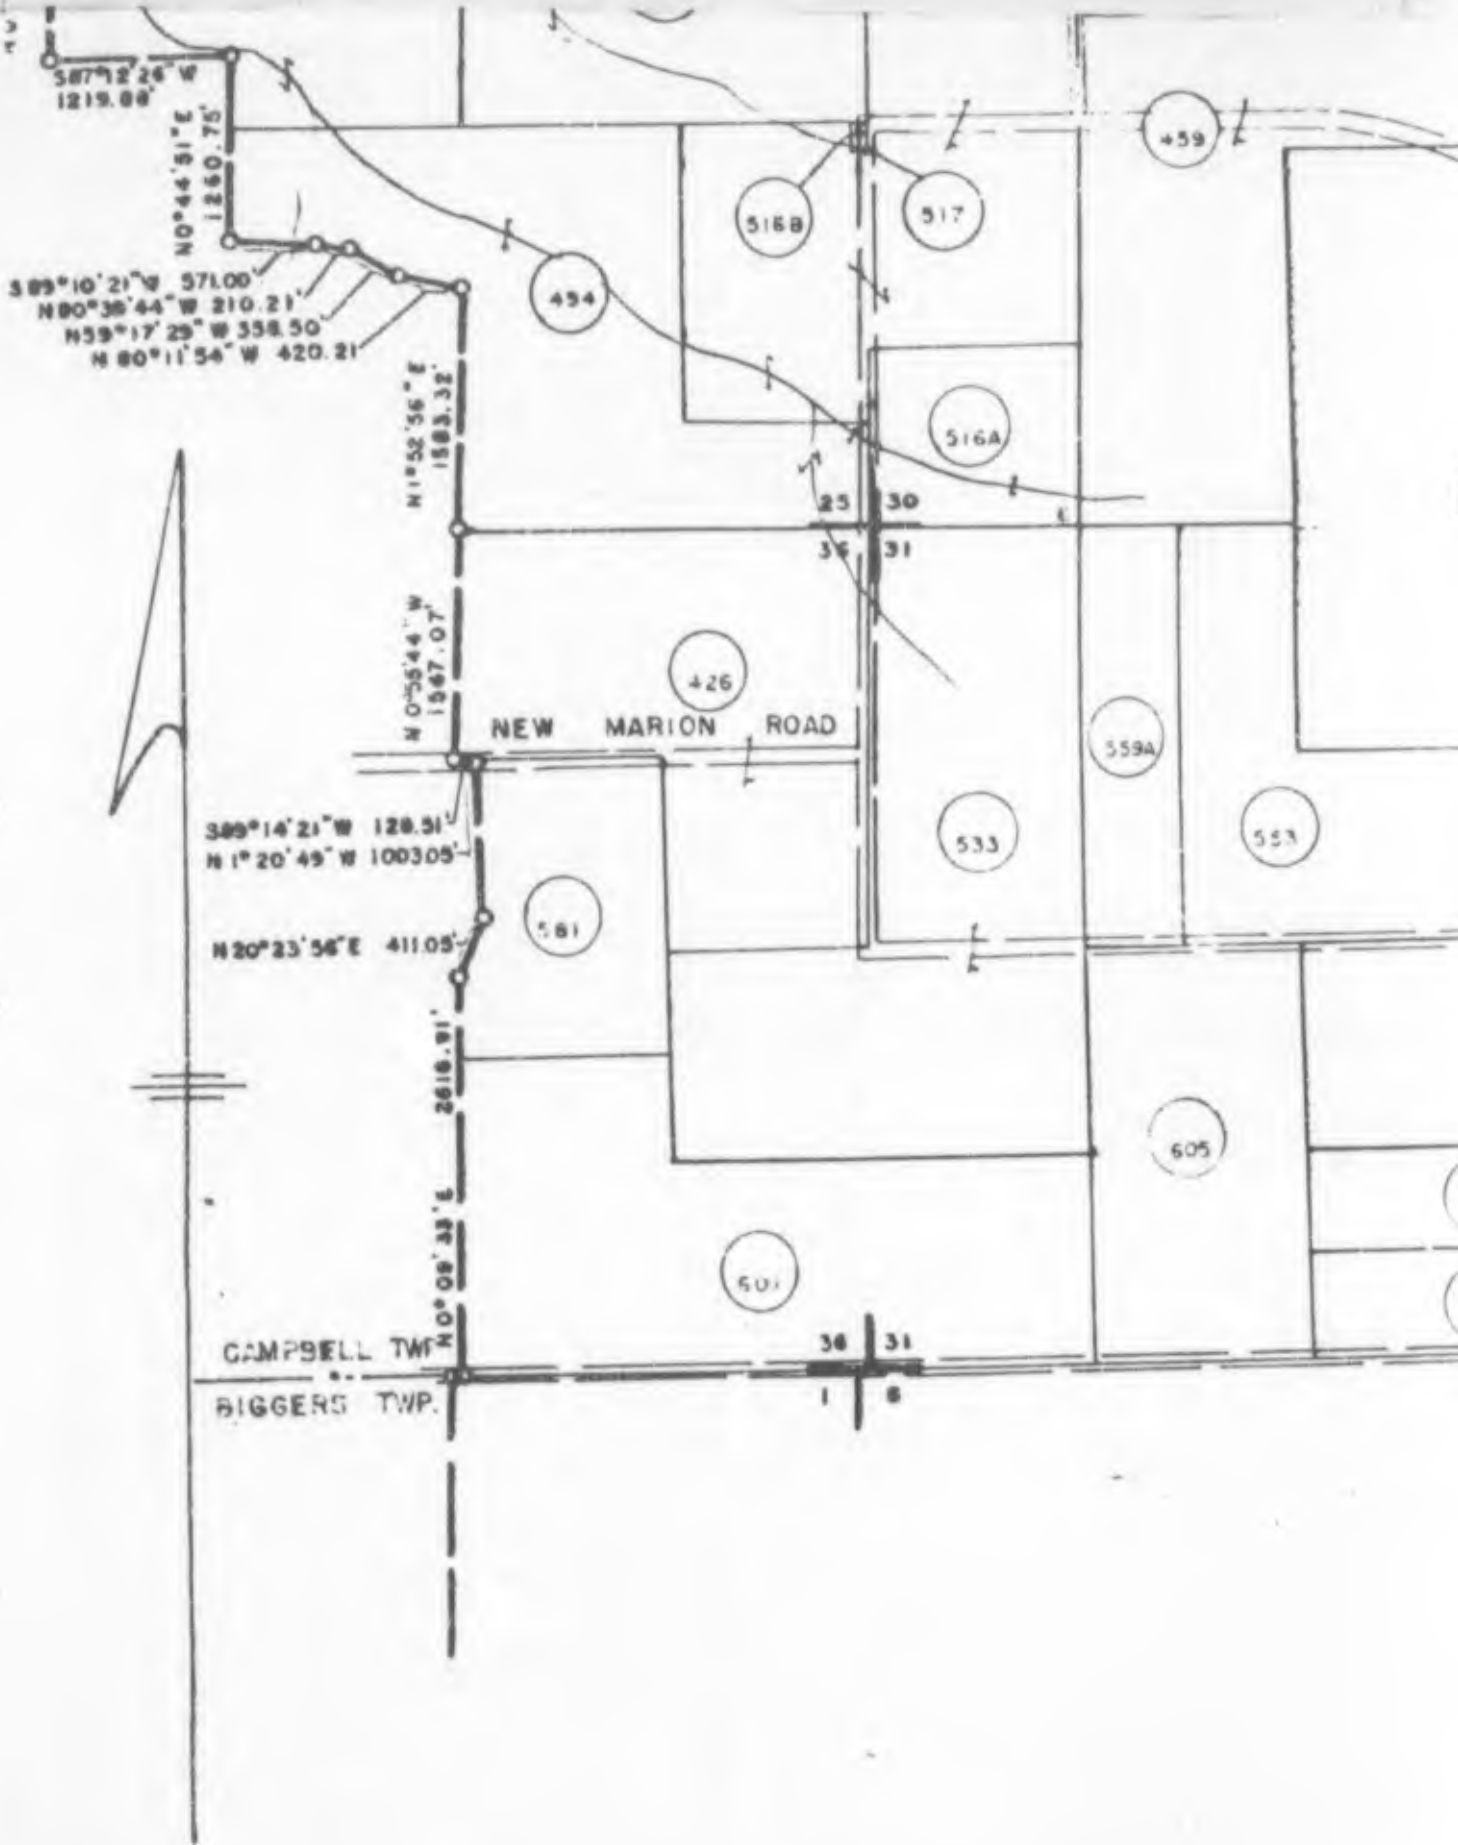 S87°12'26" W
1219.88'
N0°44'51" E
1260.75'
459
516B
517
S89°10'21" W 571.00'
N80°38'44" W 210.21'
N59°17'29" W 358.50'
N80°11'54" W 420.21'
494
N1°52'56" E
1583.32'
516A
25 30
36 31
N0°55'44" W
1567.07'
426
NEW MARION ROAD
559A
S89°14'21" W 128.51'
N1°20'49" W 1003.05'
533
553
581
N20°23'56" E 411.05'
2616.91'
N0°09'33" E
605
601
CAMPBELL TWP.
36 31
BIGGERS TWP.
1 6